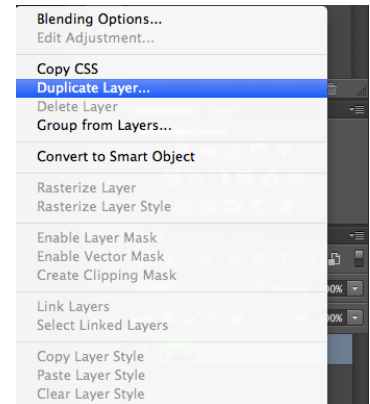 Blending Options...
Edit Adjustment...
Copy CSS
Duplicate Layer...
Delete Layer
Group from Layers...
Convert to Smart Object
Rasterize Layer
Rasterize Layer Style
Enable Layer Mask
Enable Vector Mask
Create Clipping Mask
00%
Link Layers
00%
Select Linked Layers
Copy Layer Style
Paste Layer Style
Clear Layer Style